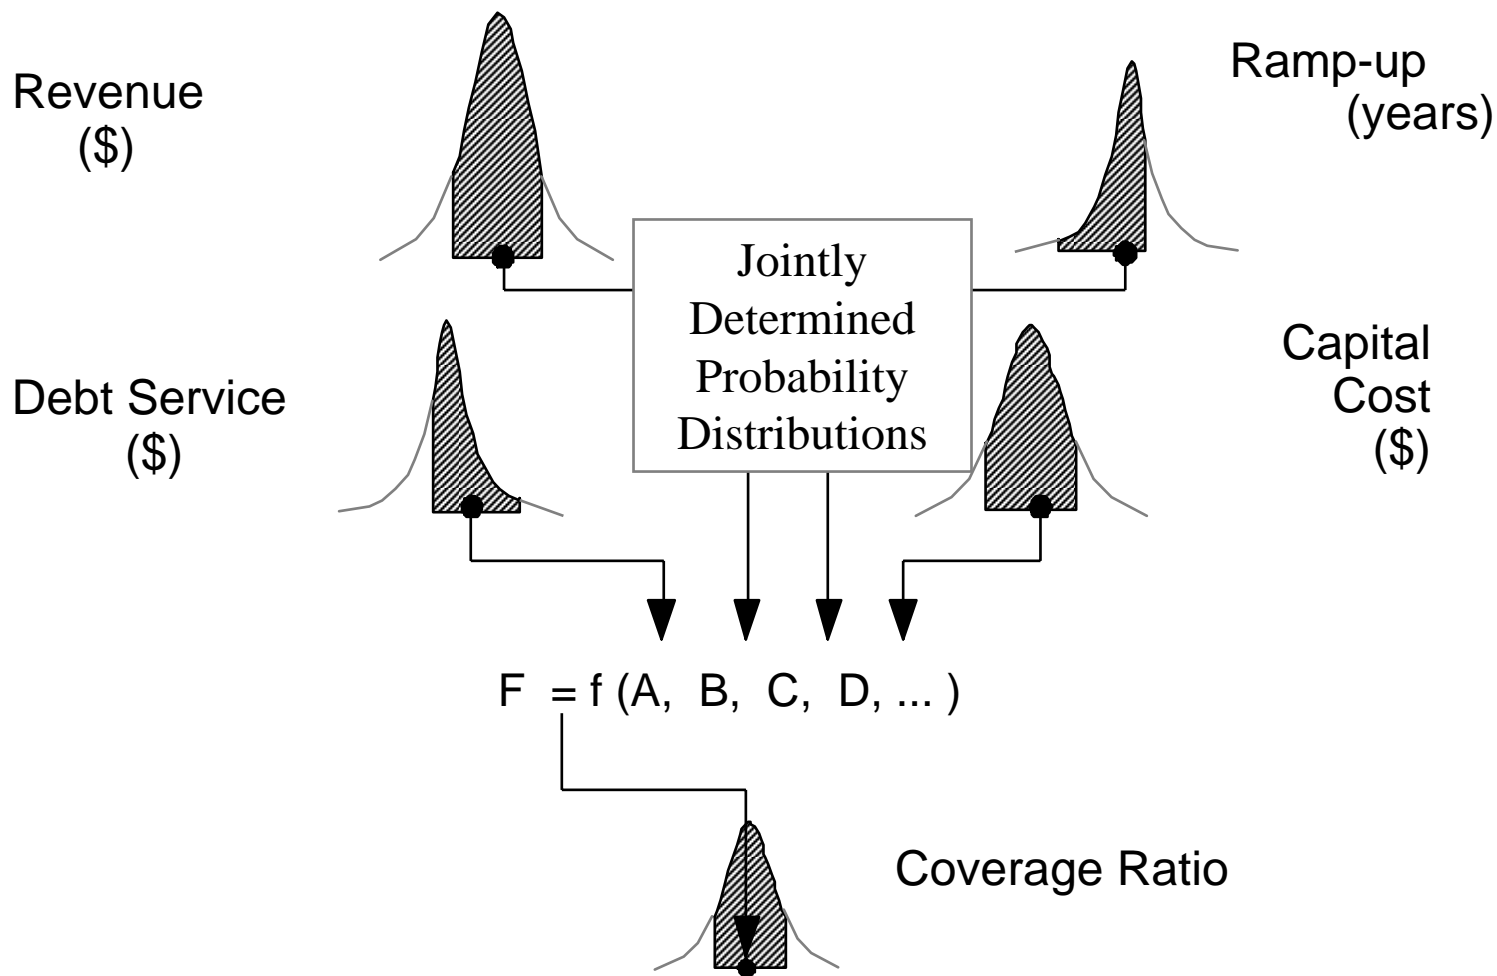 Revenue
($)
Ramp-up
(years)
Jointly
Determined
Probability
Distributions
Debt Service
($)
Capital
Cost
($)
F = f (A, B, C, D, ... )
Coverage Ratio